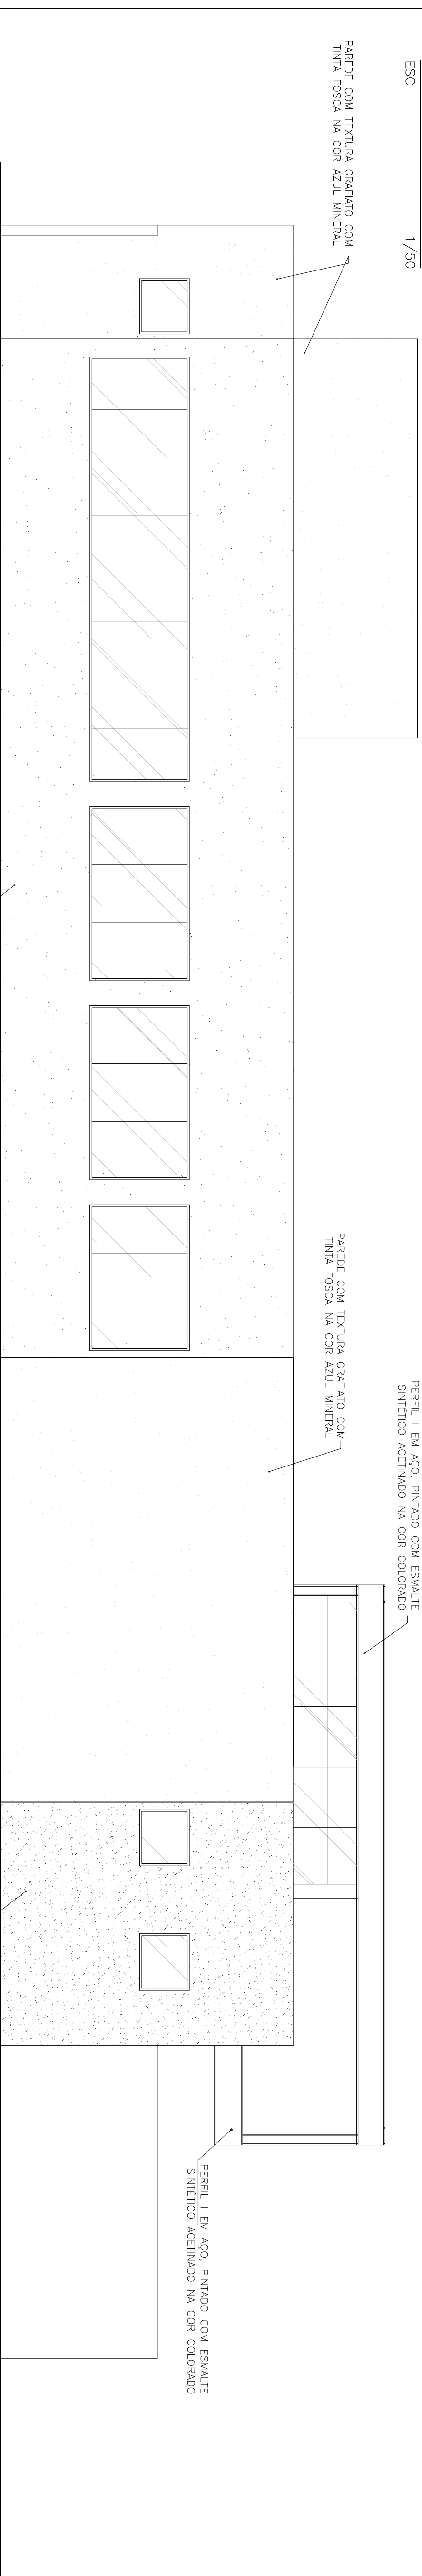 ESC 1/50
PAREDE COM TEXTURA GRAFIATO COM
TINTA FOSCA NA COR AZUL MINERAL
PERFIL I EM AÇO, PINTADO COM ESMALTE
SINTÉTICO ACETINADO NA COR COLORADO
PAREDE COM TEXTURA GRAFIATO COM
TINTA FOSCA NA COR AZUL MINERAL
PERFIL I EM AÇO, PINTADO COM ESMALTE
SINTÉTICO ACETINADO NA COR COLORADO